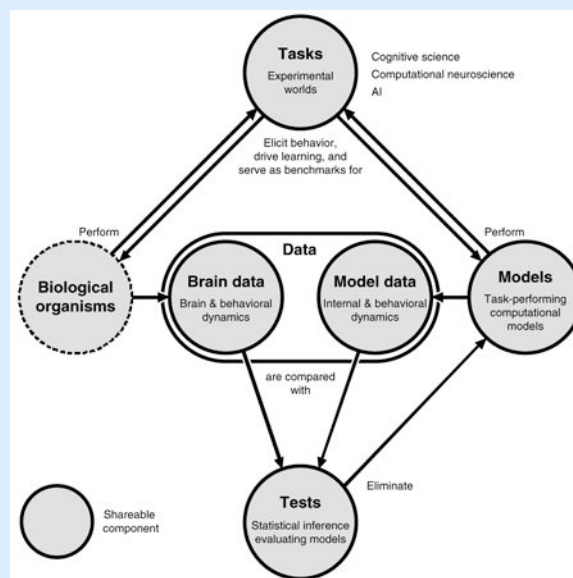 Tasks
Experimental
worlds
Cognitive science
Computational neuroscience
AI
Elicit behavior,
drive learning, and
serve as benchmarks for
Perform
Perform
Data
Biological
organisms
Brain data
Brain & behavioral
dynamics
Model data
Internal & behavioral
dynamics
Models
Task-performing
computational
models
are compared
with
Tests
Statistical inference
evaluating models
Eliminate
Shareable
component